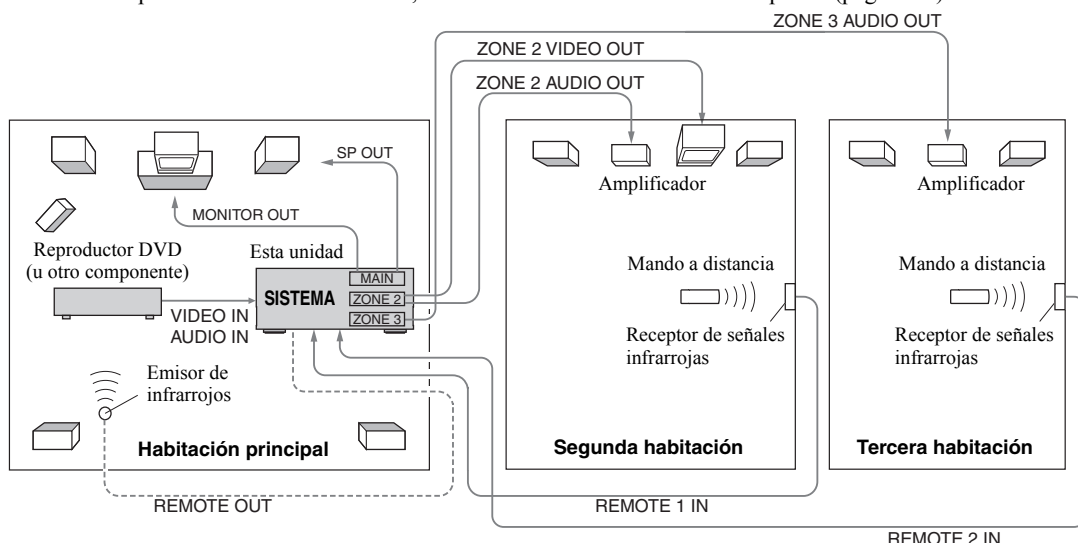 ZONE 3 AUDIO OUT
ZONE 2 VIDEO OUT
ZONE 2 AUDIO OUT
SP OUT
MONITOR OUT
Reproductor DVD
(u otro componente)
Esta unidad
SISTEMA
MAIN
ZONE 2
ZONE 3
VIDEO IN
AUDIO IN
Emisor de
infrarrojos
Habitación principal
REMOTE OUT
Amplificador
Mando a distancia
Receptor de señales
infrarrojas
Segunda habitación
REMOTE 1 IN
Amplificador
Mando a distancia
Receptor de señales
infrarrojas
Tercera habitación
REMOTE 2 IN